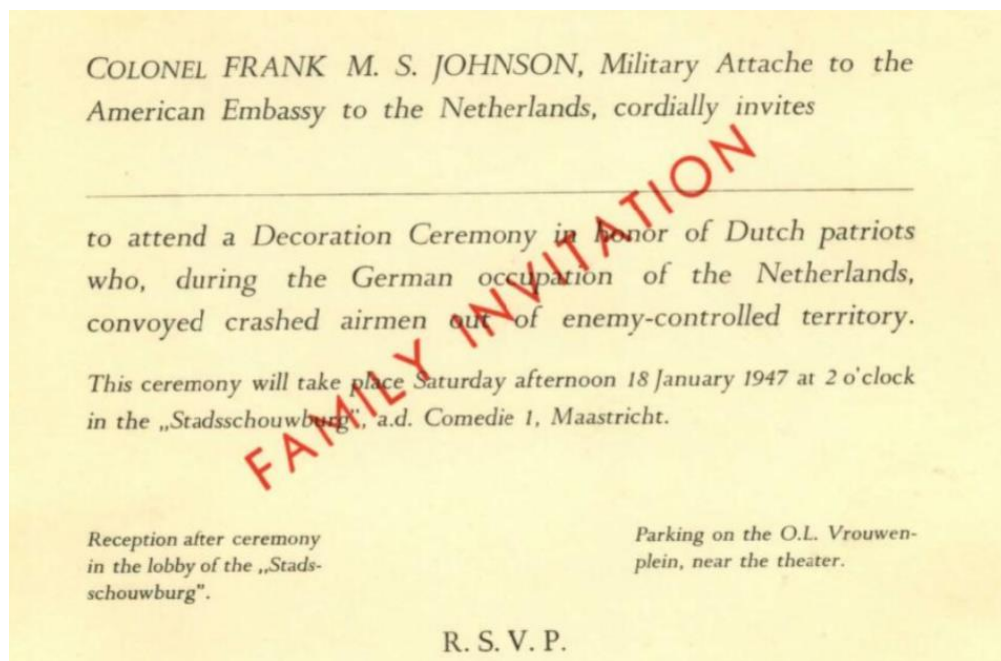 COLONEL FRANK M. S. JOHNSON, Military Attache to the
American Embassy to the Netherlands, cordially invites
to attend a Decoration Ceremony in honor of Dutch patriots
who, during the German occupation of the Netherlands,
convoyed crashed airmen out of enemy-controlled territory.
This ceremony will take place Saturday afternoon 18 January 1947 at 2 o'clock
in the „Stadsschouwburg", a.d. Comedie 1, Maastricht.
FAMILY INVITATION
Reception after ceremony
in the lobby of the „Stads-
schouwburg".
Parking on the O.L. Vrouwen-
plein, near the theater.
R. S. V. P.